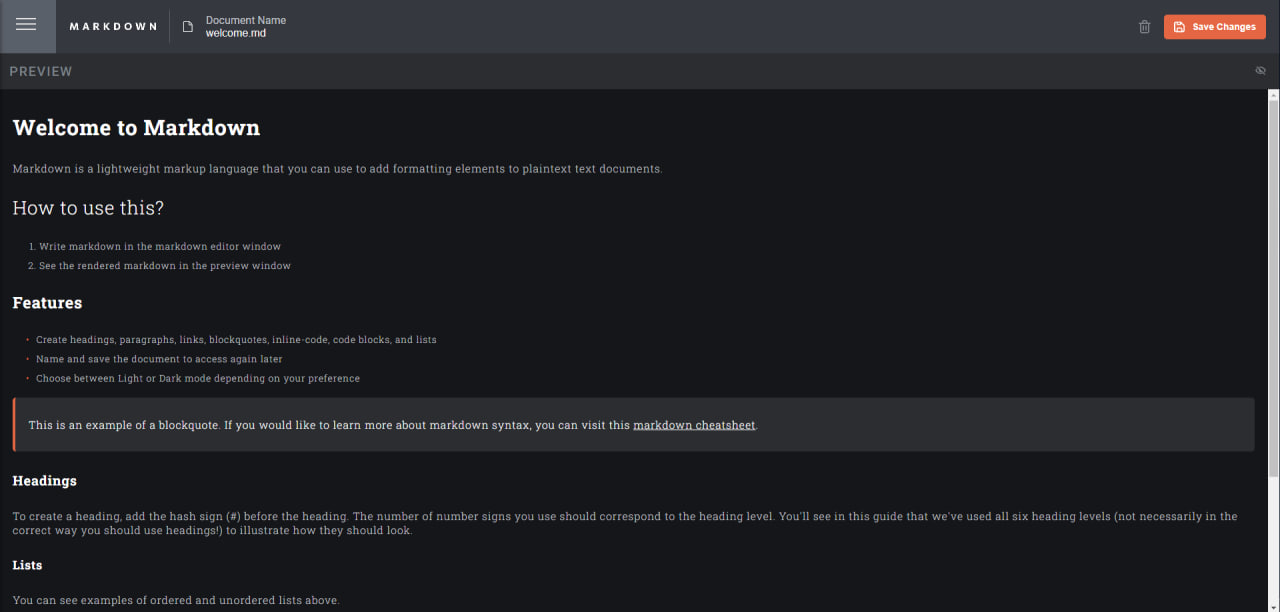 MARKDOWN
Document Name
welcome.md
Save Changes
PREVIEW
Welcome to Markdown
Markdown is a lightweight markup language that you can use to add formatting elements to plaintext text documents.
How to use this?
1. Write markdown in the markdown editor window
2. See the rendered markdown in the preview window
Features
• Create headings, paragraphs, links, blockquotes, inline-code, code blocks, and lists
• Name and save the document to access again later
• Choose between Light or Dark mode depending on your preference
This is an example of a blockquote. If you would like to learn more about markdown syntax, you can visit this markdown cheatsheet.
Headings
To create a heading, add the hash sign (#) before the heading. The number of number signs you use should correspond to the heading level. You'll see in this guide that we've used all six heading levels (not necessarily in the
correct way you should use headings!) to illustrate how they should look.
Lists
You can see examples of ordered and unordered lists above.